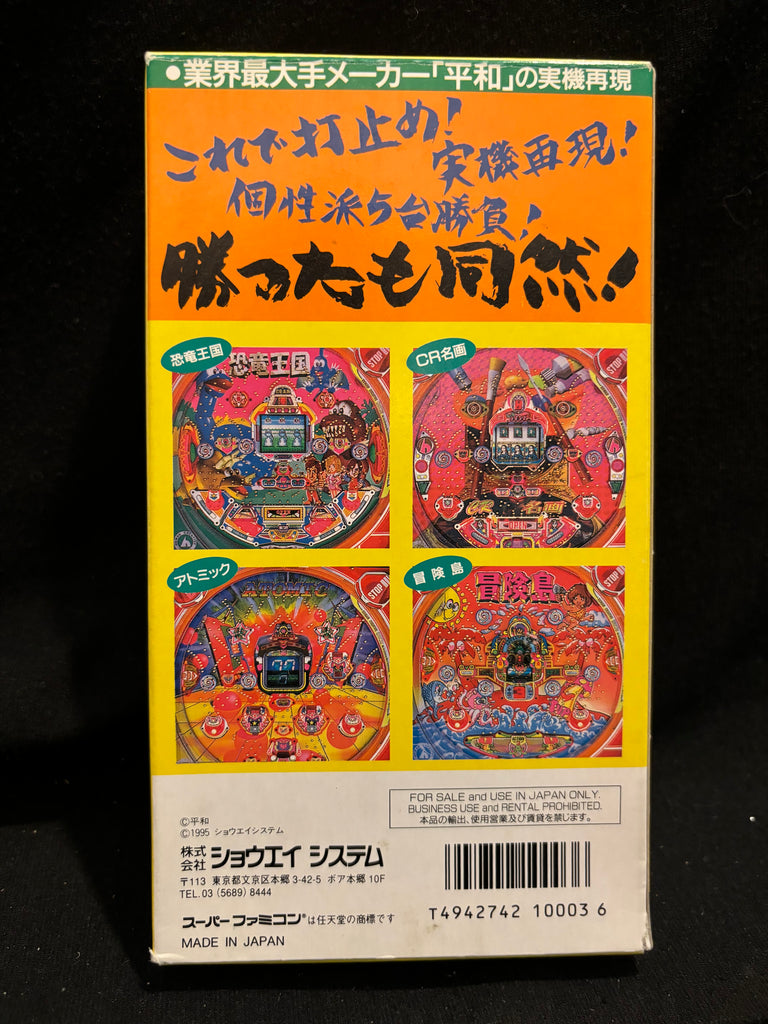 ●業界最大手メーカー「平和」の実機再現
これで打止め！
実機再現！
個性派5台勝負！
勝ったも同然！
恐竜王国
恐竜王国
STOP
CR名画
STOP
CR 名画
アトミック
ATOMIC
STOP
冒険島
冒険島
STOP
FOR SALE and USE IN JAPAN ONLY.
BUSINESS USE and RENTAL PROHIBITED.
本品の輸出、使用営業及び賃貸を禁じます。
©平和
©1995 ショウエイシステム
株式会社 ショウエイ システム
〒113 東京都文京区本郷 3-42-5 ボア本郷 10F
TEL.03 (5689) 8444
スーパーファミコン®は任天堂の商標です
MADE IN JAPAN
T4942742 10003 6